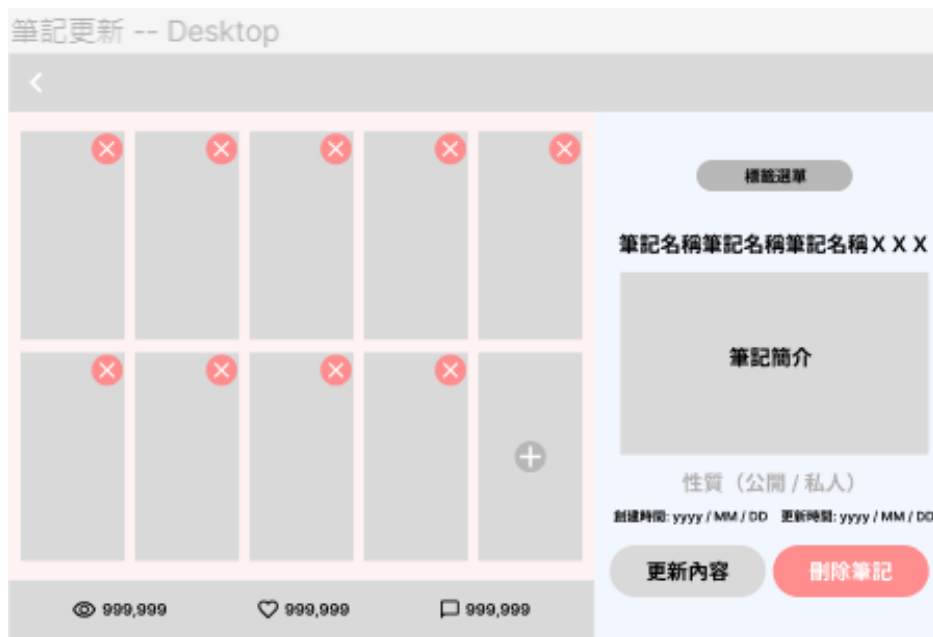 筆記更新 -- Desktop
標籤選單
筆記名稱筆記名稱筆記名稱ＸＸＸ
筆記簡介
性質（公開 / 私人）
創建時間: yyyy / MM / DD 更新時間: yyyy / MM / DD
更新內容 刪除筆記
999,999 999,999 999,999